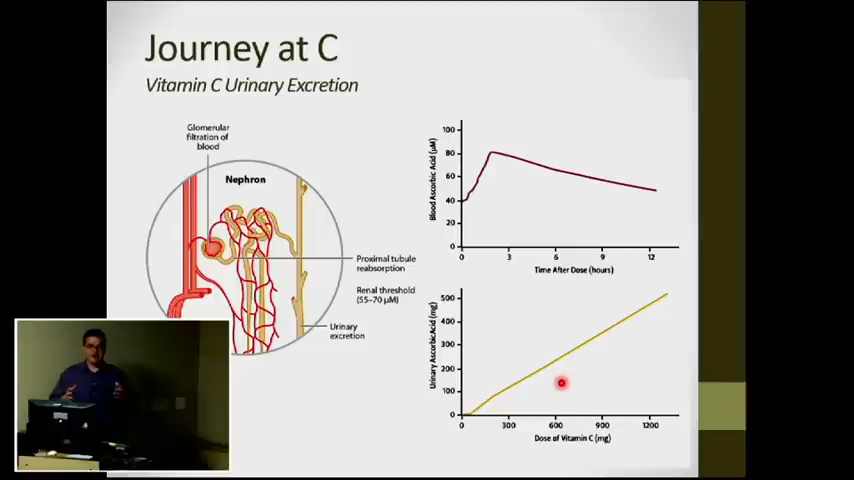 Journey at C
Vitamin C Urinary Excretion
Glomerular
filtration of
blood
Nephron
Proximal tubule
reabsorption
Renal threshold
(55–70 µM)
Urinary
excretion
Blood Ascorbic Acid (µM)
100
80
60
40
20
0
0 3 6 9 12
Time After Dose (hours)
Urinary AscorbicAcid (mg)
500
400
300
200
100
0
0 300 600 900 1200
Dose of Vitamin C (mg)